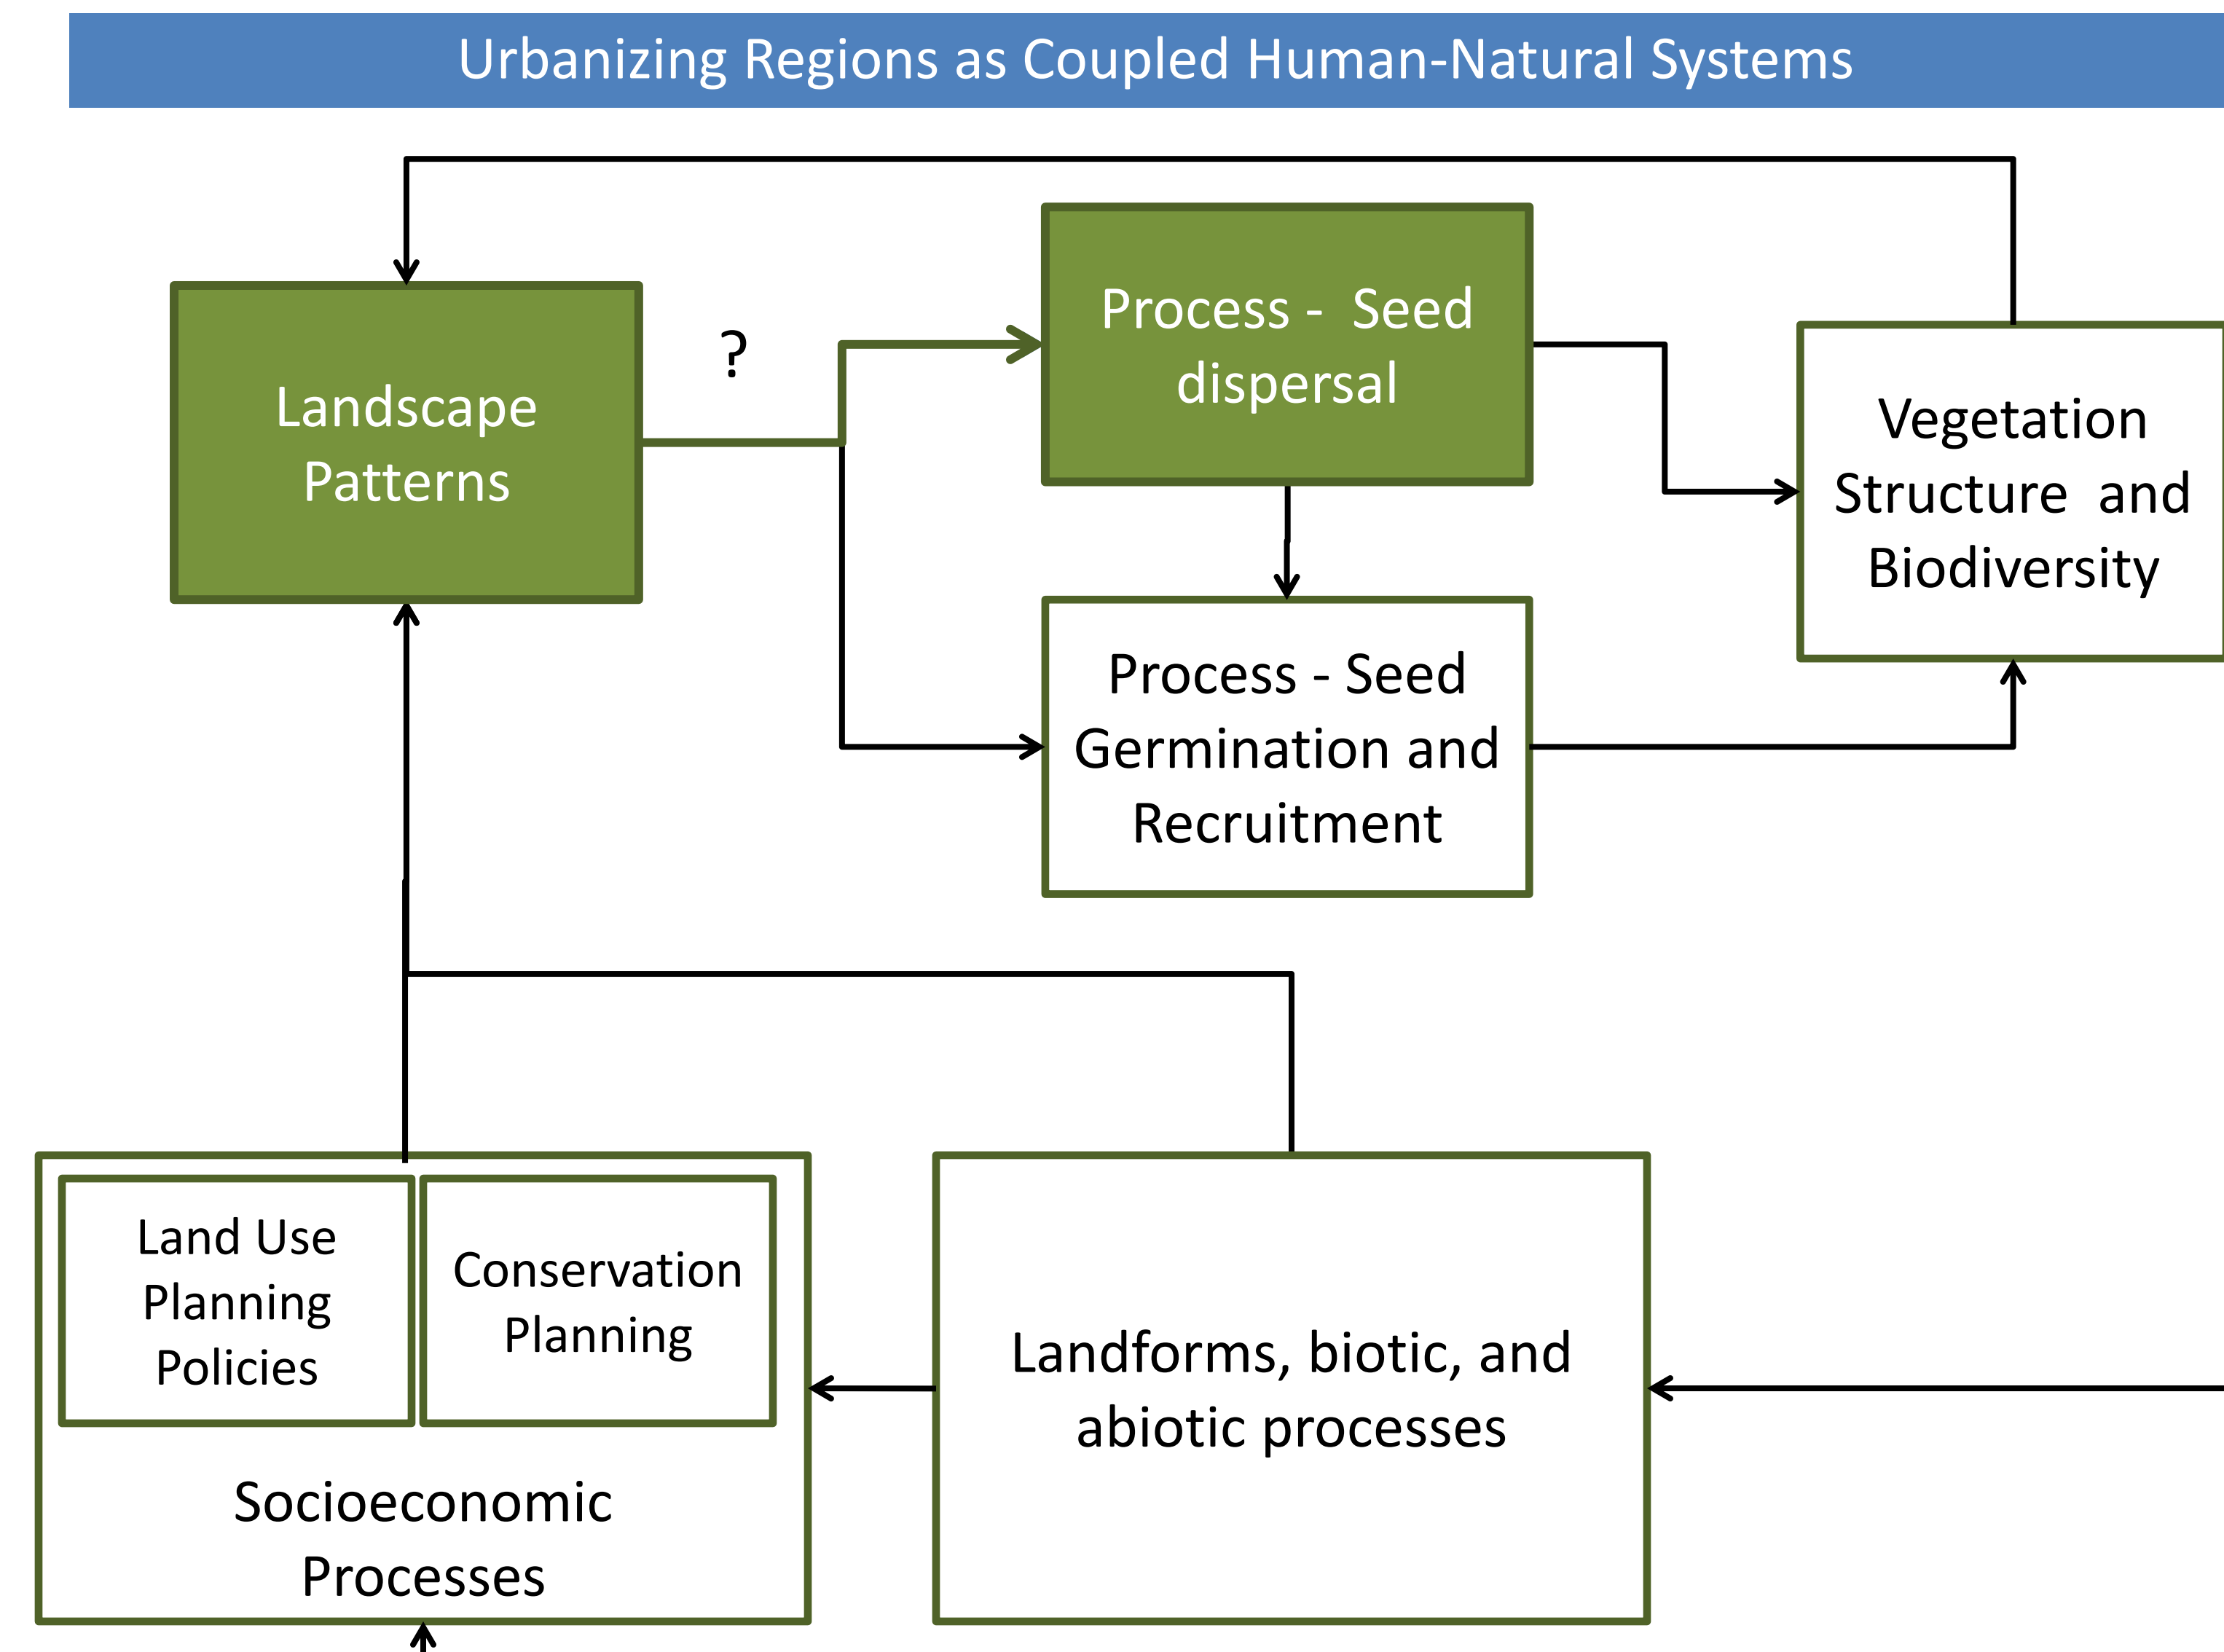 Urbanizing Regions as Coupled Human-Natural Systems
Landscape
Patterns
?
Process -  Seed
dispersal
Vegetation
Structure  and
Biodiversity
Process - Seed
Germination and
Recruitment
Land Use
Planning
Policies
Conservation
Planning
Socioeconomic
Processes
Landforms, biotic, and
abiotic processes